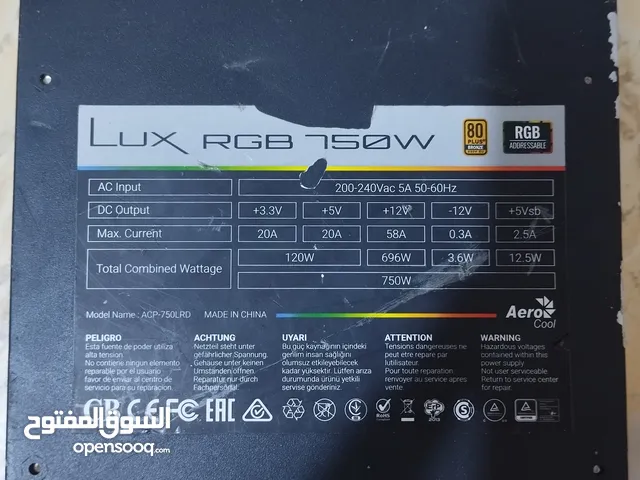 LUX RGB 750W
80 PLUS BRONZE
RGB ADDRESSABLE
AC Input 200-240Vac 5A 50-60Hz
DC Output +3.3V +5V +12V -12V +5Vsb
Max. Current 20A 20A 58A 0.3A 2.5A
Total Combined Wattage 120W 696W 3.6W 12.5W
750W
Model Name : ACP-750LRD MADE IN CHINA
Aero Cool
PELIGRO
Esta fuente de poder utiliza
alta tension
No contiene ningun elemento
reparable por el usuario
favor de enviar al centro de
servicio para su reparacion.
ACHTUNG
Netzteil steht unter
gefährlicher Spannung.
Gehause unter keinen
Umständen öffnen.
Reparatur nur durch
Fachpersonal.
UYARI
Bu güç kaynağının içindeki
gerilim insan sağlığını
olumsuz etkileyebilecek
kadar yüksektir. Lütfen arıza
durumunda ürünü yetkili
servise gönderiniz.
ATTENTION
Tensions dangereuses ne
peut etre repare par
l'utilisateur.
Pour toute reparation
renvoyer au service apres
vente
WARNING
Hazardous voltages
contained within this
power supply
Not user serviceable.
Return to service center
for repair.
CE FC EAC
RoHS
السوق المفتوح
opensooq.com